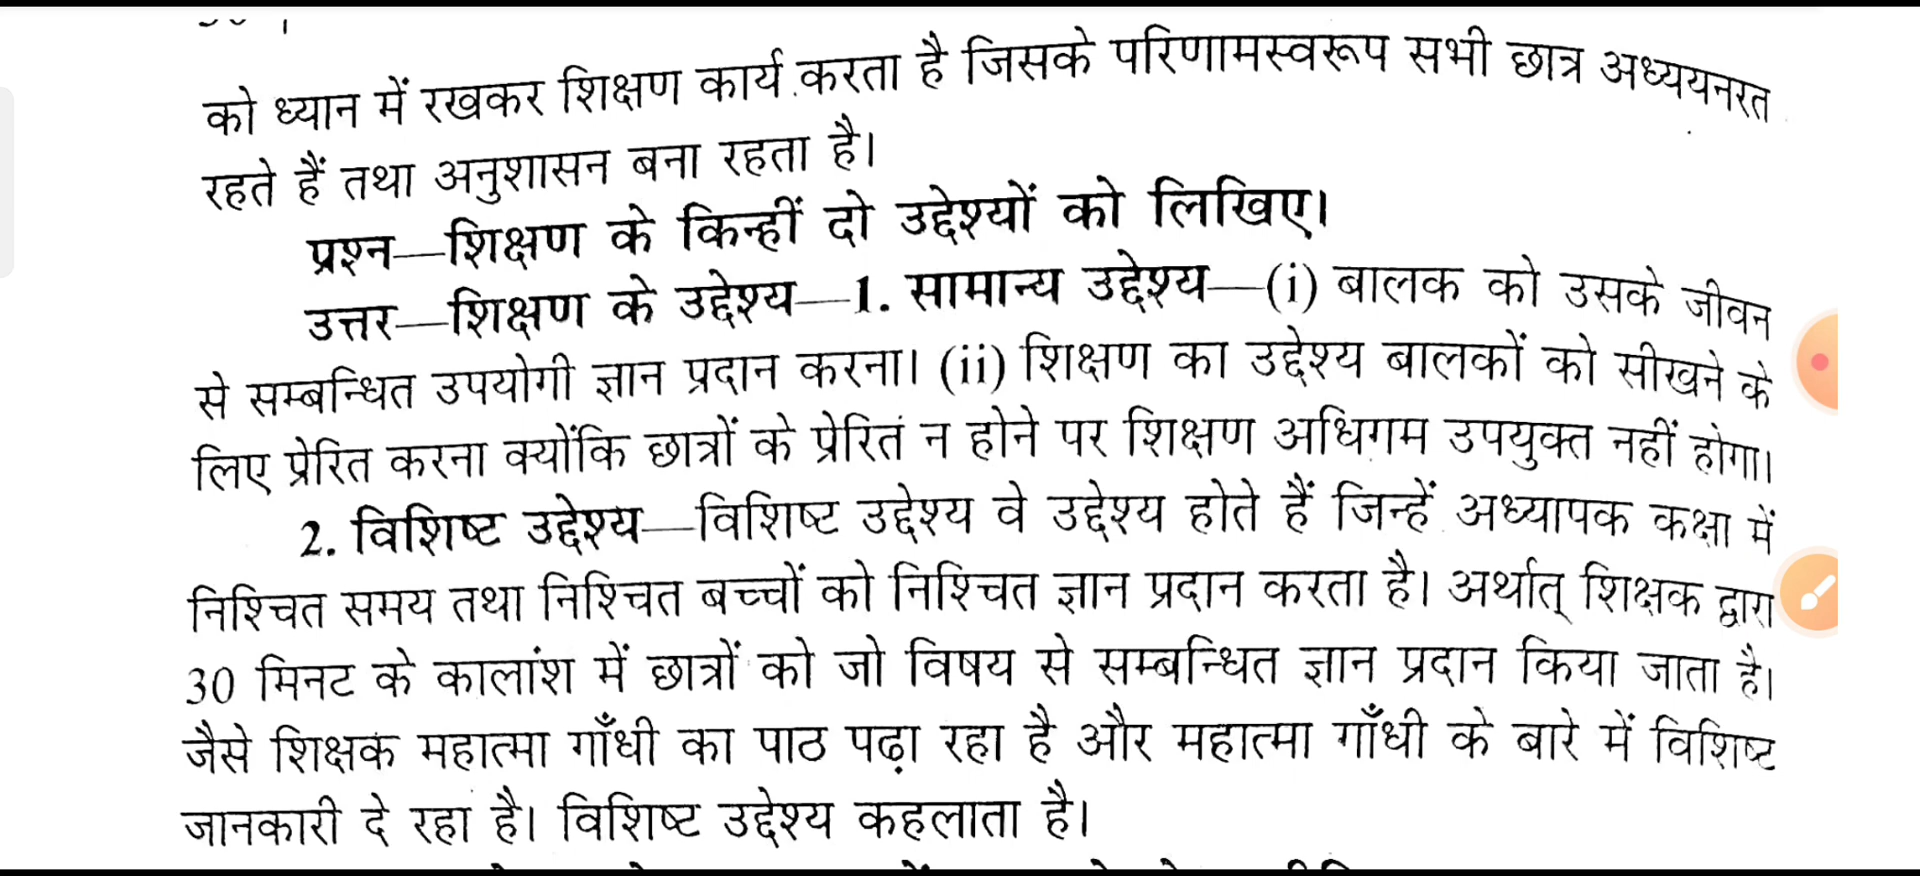 को ध्यान में रखकर शिक्षण कार्य करता है जिसके परिणामस्वरूप सभी छात्र अध्ययनरत
रहते हैं तथा अनुशासन बना रहता है।
प्रश्न—शिक्षण के किन्हीं दो उद्देश्यों को लिखिए।
उत्तर—शिक्षण के उद्देश्य—1. सामान्य उद्देश्य—(i) बालक को उसके जीवन
से सम्बन्धित उपयोगी ज्ञान प्रदान करना। (ii) शिक्षण का उद्देश्य बालकों को सीखने के
लिए प्रेरित करना क्योंकि छात्रों के प्रेरित न होने पर शिक्षण अधिगम उपयुक्त नहीं होगा।
2. विशिष्ट उद्देश्य—विशिष्ट उद्देश्य वे उद्देश्य होते हैं जिन्हें अध्यापक कक्षा में
निश्चित समय तथा निश्चित बच्चों को निश्चित ज्ञान प्रदान करता है। अर्थात् शिक्षक द्वारा
30 मिनट के कालांश में छात्रों को जो विषय से सम्बन्धित ज्ञान प्रदान किया जाता है।
जैसे शिक्षक महात्मा गाँधी का पाठ पढ़ा रहा है और महात्मा गाँधी के बारे में विशिष्ट
जानकारी दे रहा है। विशिष्ट उद्देश्य कहलाता है।